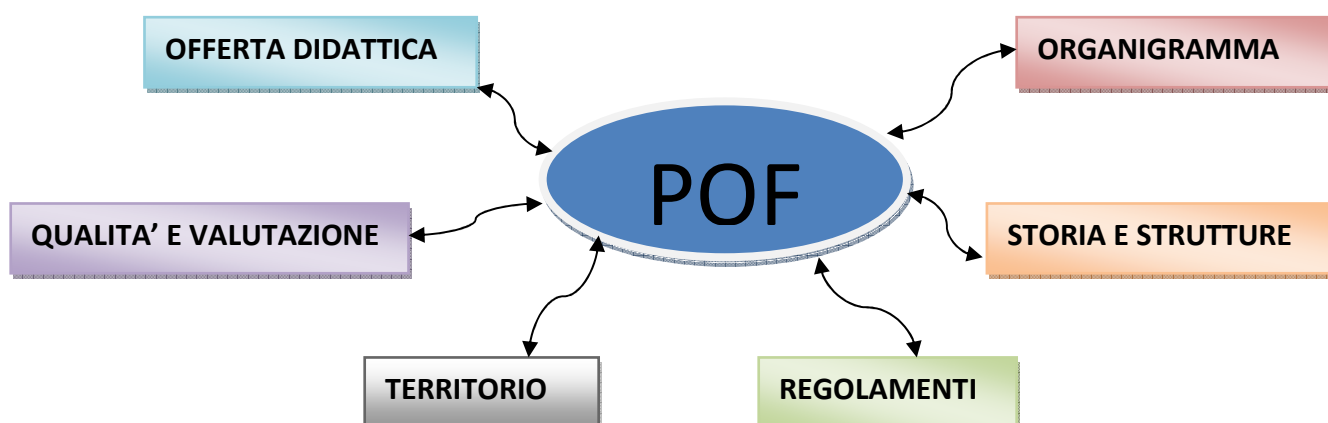 OFFERTA DIDATTICA
ORGANIGRAMMA
POF
QUALITA’ E VALUTAZIONE
STORIA E STRUTTURE
TERRITORIO
REGOLAMENTI